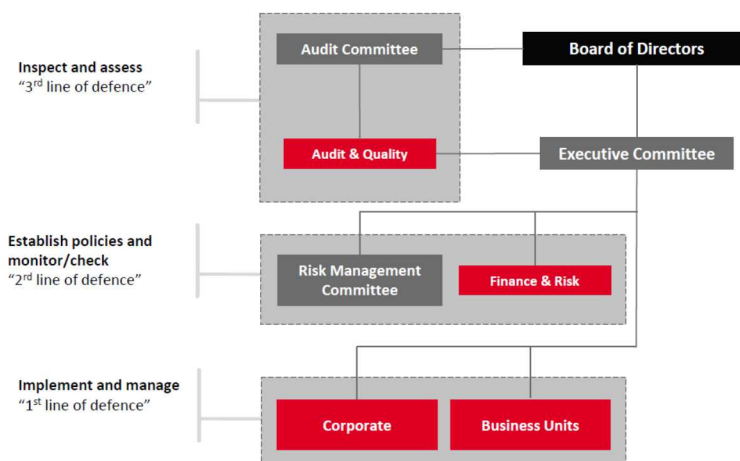 Audit Committee
Board of Directors
Inspect and assess
“3rd line of defence”
Audit & Quality
Executive Committee
Establish policies and
monitor/check
“2rd line of defence”
Risk Management
Committee
Finance & Risk
Implement and manage
“1st line of defence”
Corporate
Business Units